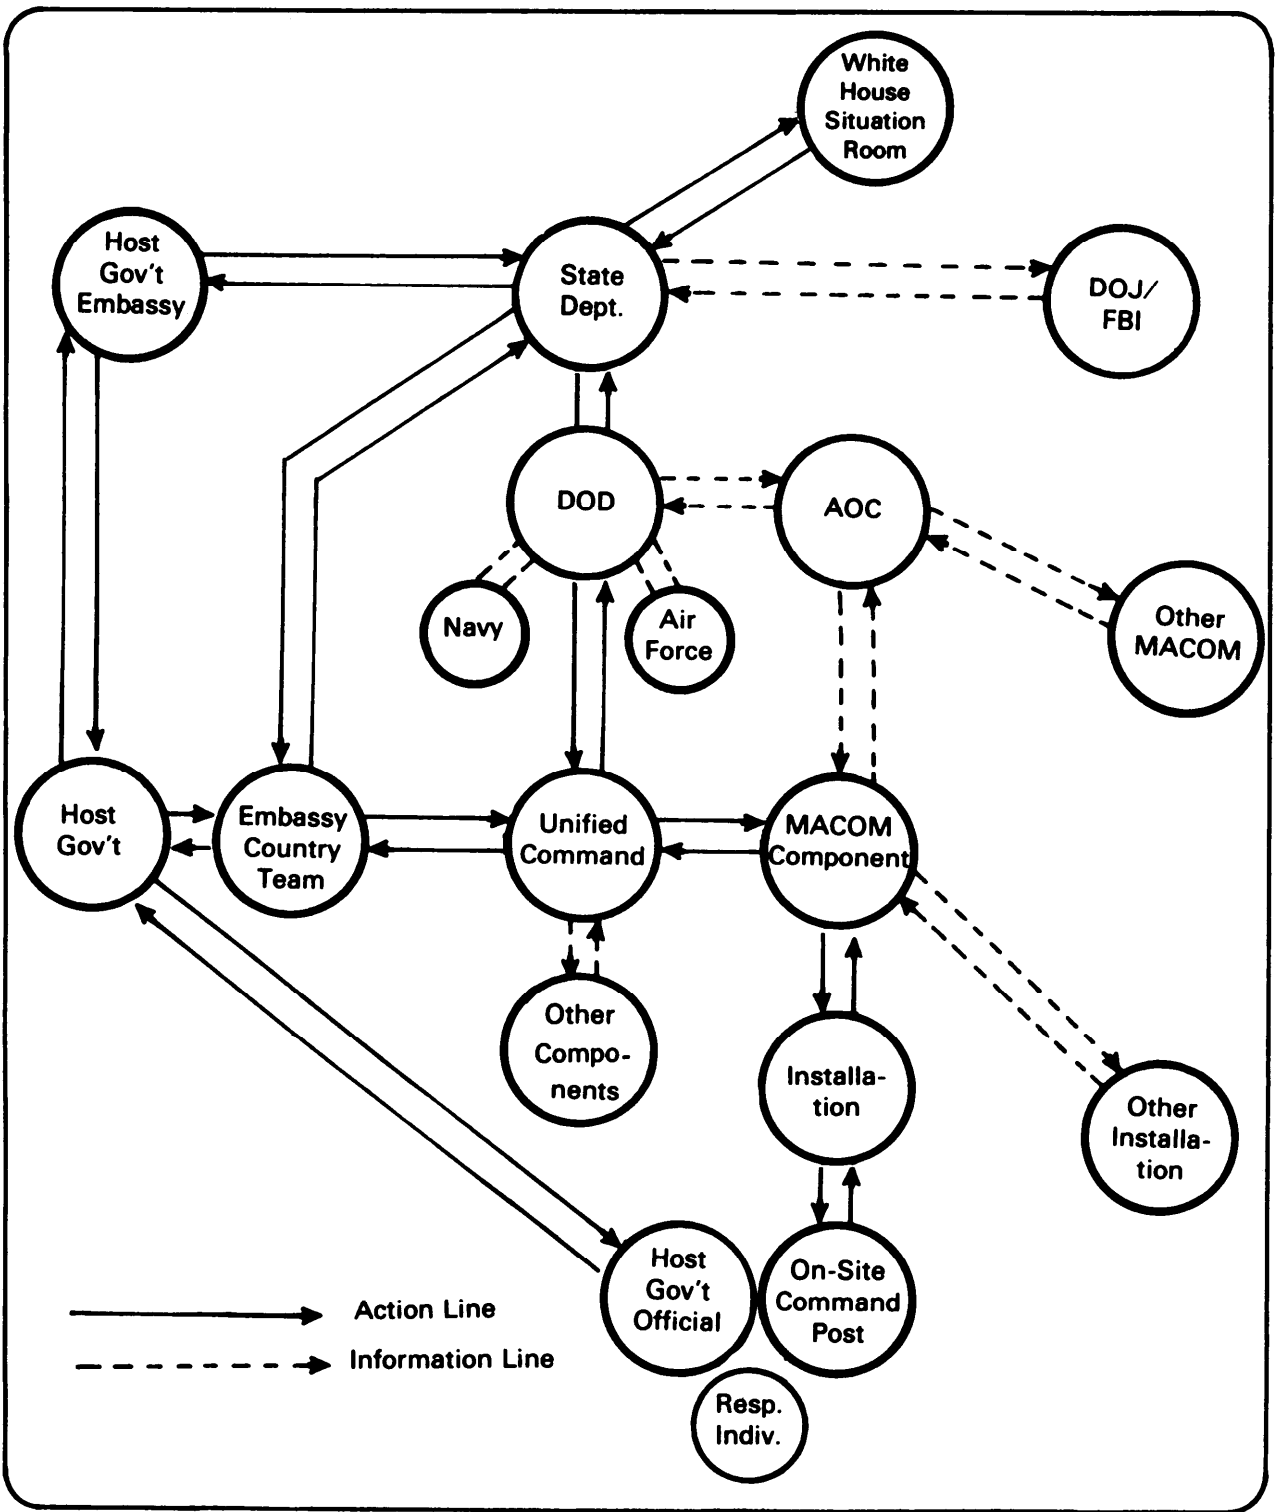 White
House
Situation
Room
Host
Gov't
Embassy
State
Dept.
DOJ/
FBI
DOD
AOC
Navy
Air
Force
Other
MACOM
Host
Gov't
Embassy
Country
Team
Unified
Command
MACOM
Component
Other
Compo-
nents
Installa-
tion
Other
Installa-
tion
Host
Gov't
Official
On-Site
Command
Post
Resp.
Indiv.
Action Line
Information Line